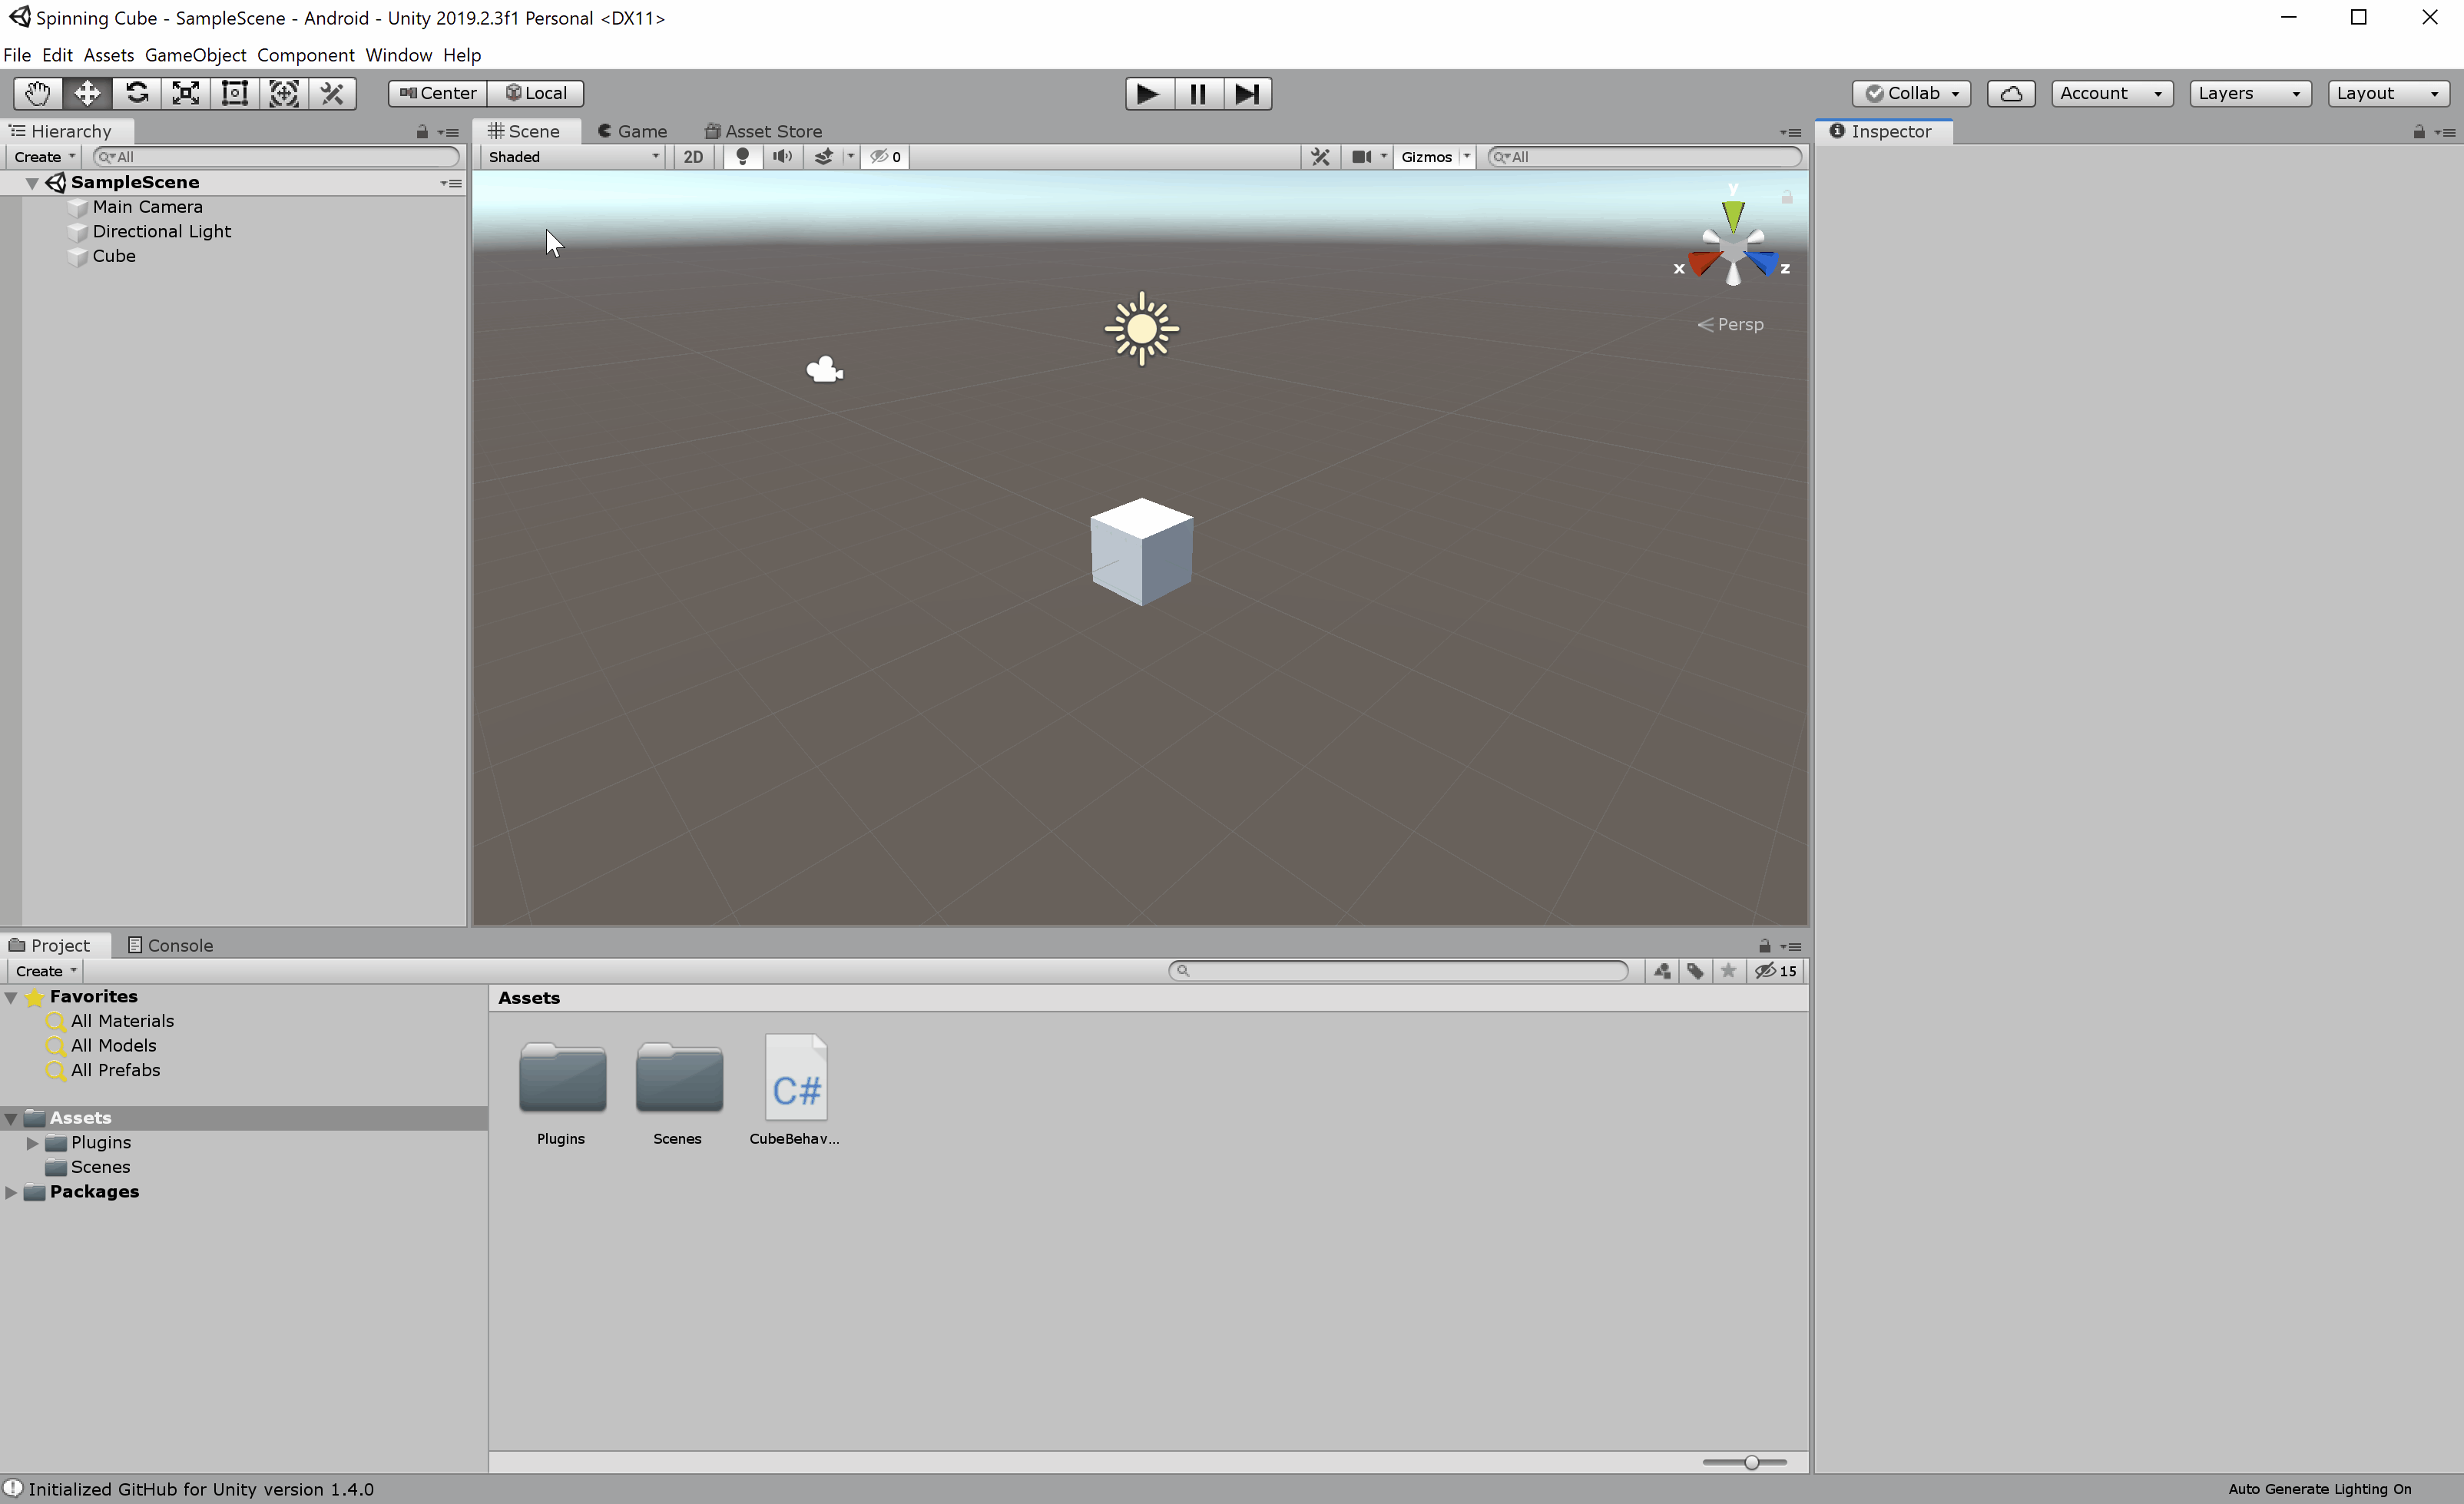 Spinning Cube - SampleScene - Android - Unity 2019.2.3f1 Personal <DX11>
File Edit Assets GameObject Component Window Help
Center Local Collab Account Layers Layout
Hierarchy
Create All
SampleScene
Main Camera
Directional Light
Cube
Scene Game Asset Store
Shaded 2D 0 Gizmos All
y
x z
Persp
Inspector
Project Console
Create 15
Favorites
All Materials
All Models
All Prefabs
Assets
Plugins
Scenes
Packages
Assets
C#
Plugins Scenes CubeBehav...
Initialized GitHub for Unity version 1.4.0
Auto Generate Lighting On